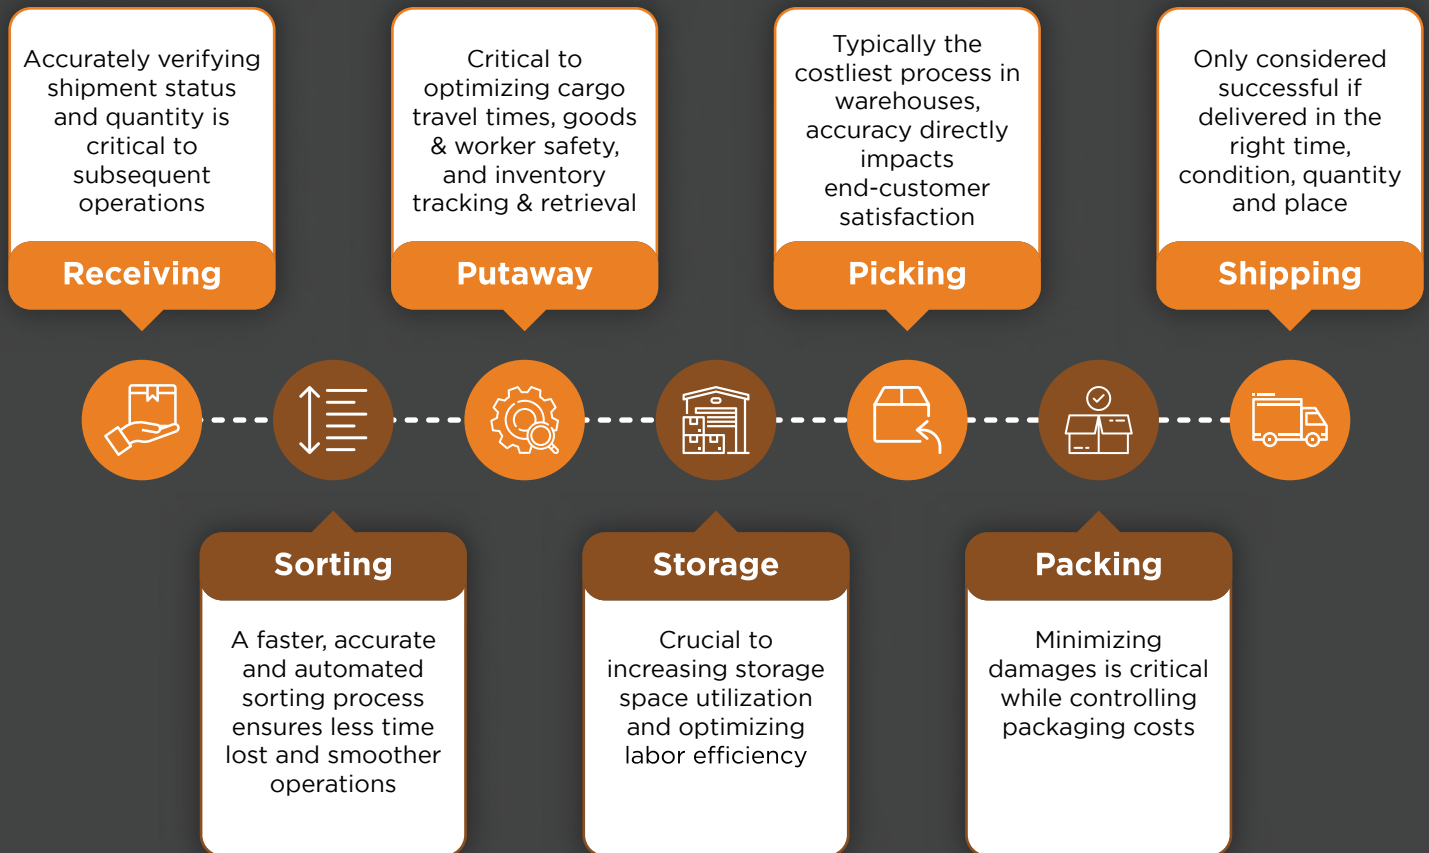 Accurately verifying
shipment status
and quantity is
critical to
subsequent
operations
Receiving
Critical to
optimizing cargo
travel times, goods
& worker safety,
and inventory
tracking & retrieval
Putaway
Typically the
costliest process in
warehouses,
accuracy directly
impacts
end-customer
satisfaction
Picking
Only considered
successful if
delivered in the
right time,
condition, quantity
and place
Shipping
Sorting
A faster, accurate
and automated
sorting process
ensures less time
lost and smoother
operations
Storage
Crucial to
increasing storage
space utilization
and optimizing
labor efficiency
Packing
Minimizing
damages is critical
while controlling
packaging costs